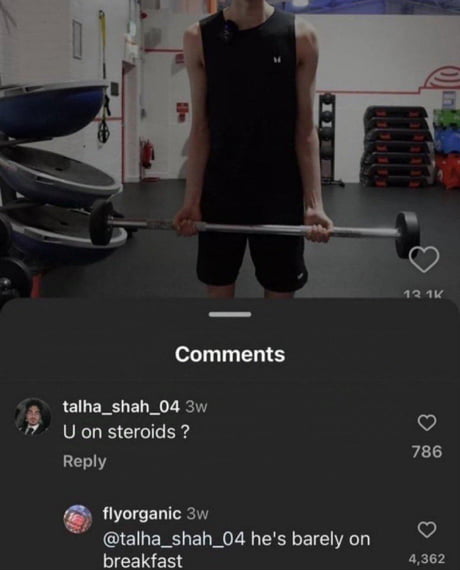 13.1K
Comments
talha_shah_04 3w
U on steroids ?
786
Reply
flyorganic 3w
@talha_shah_04 he's barely on
breakfast
4,362